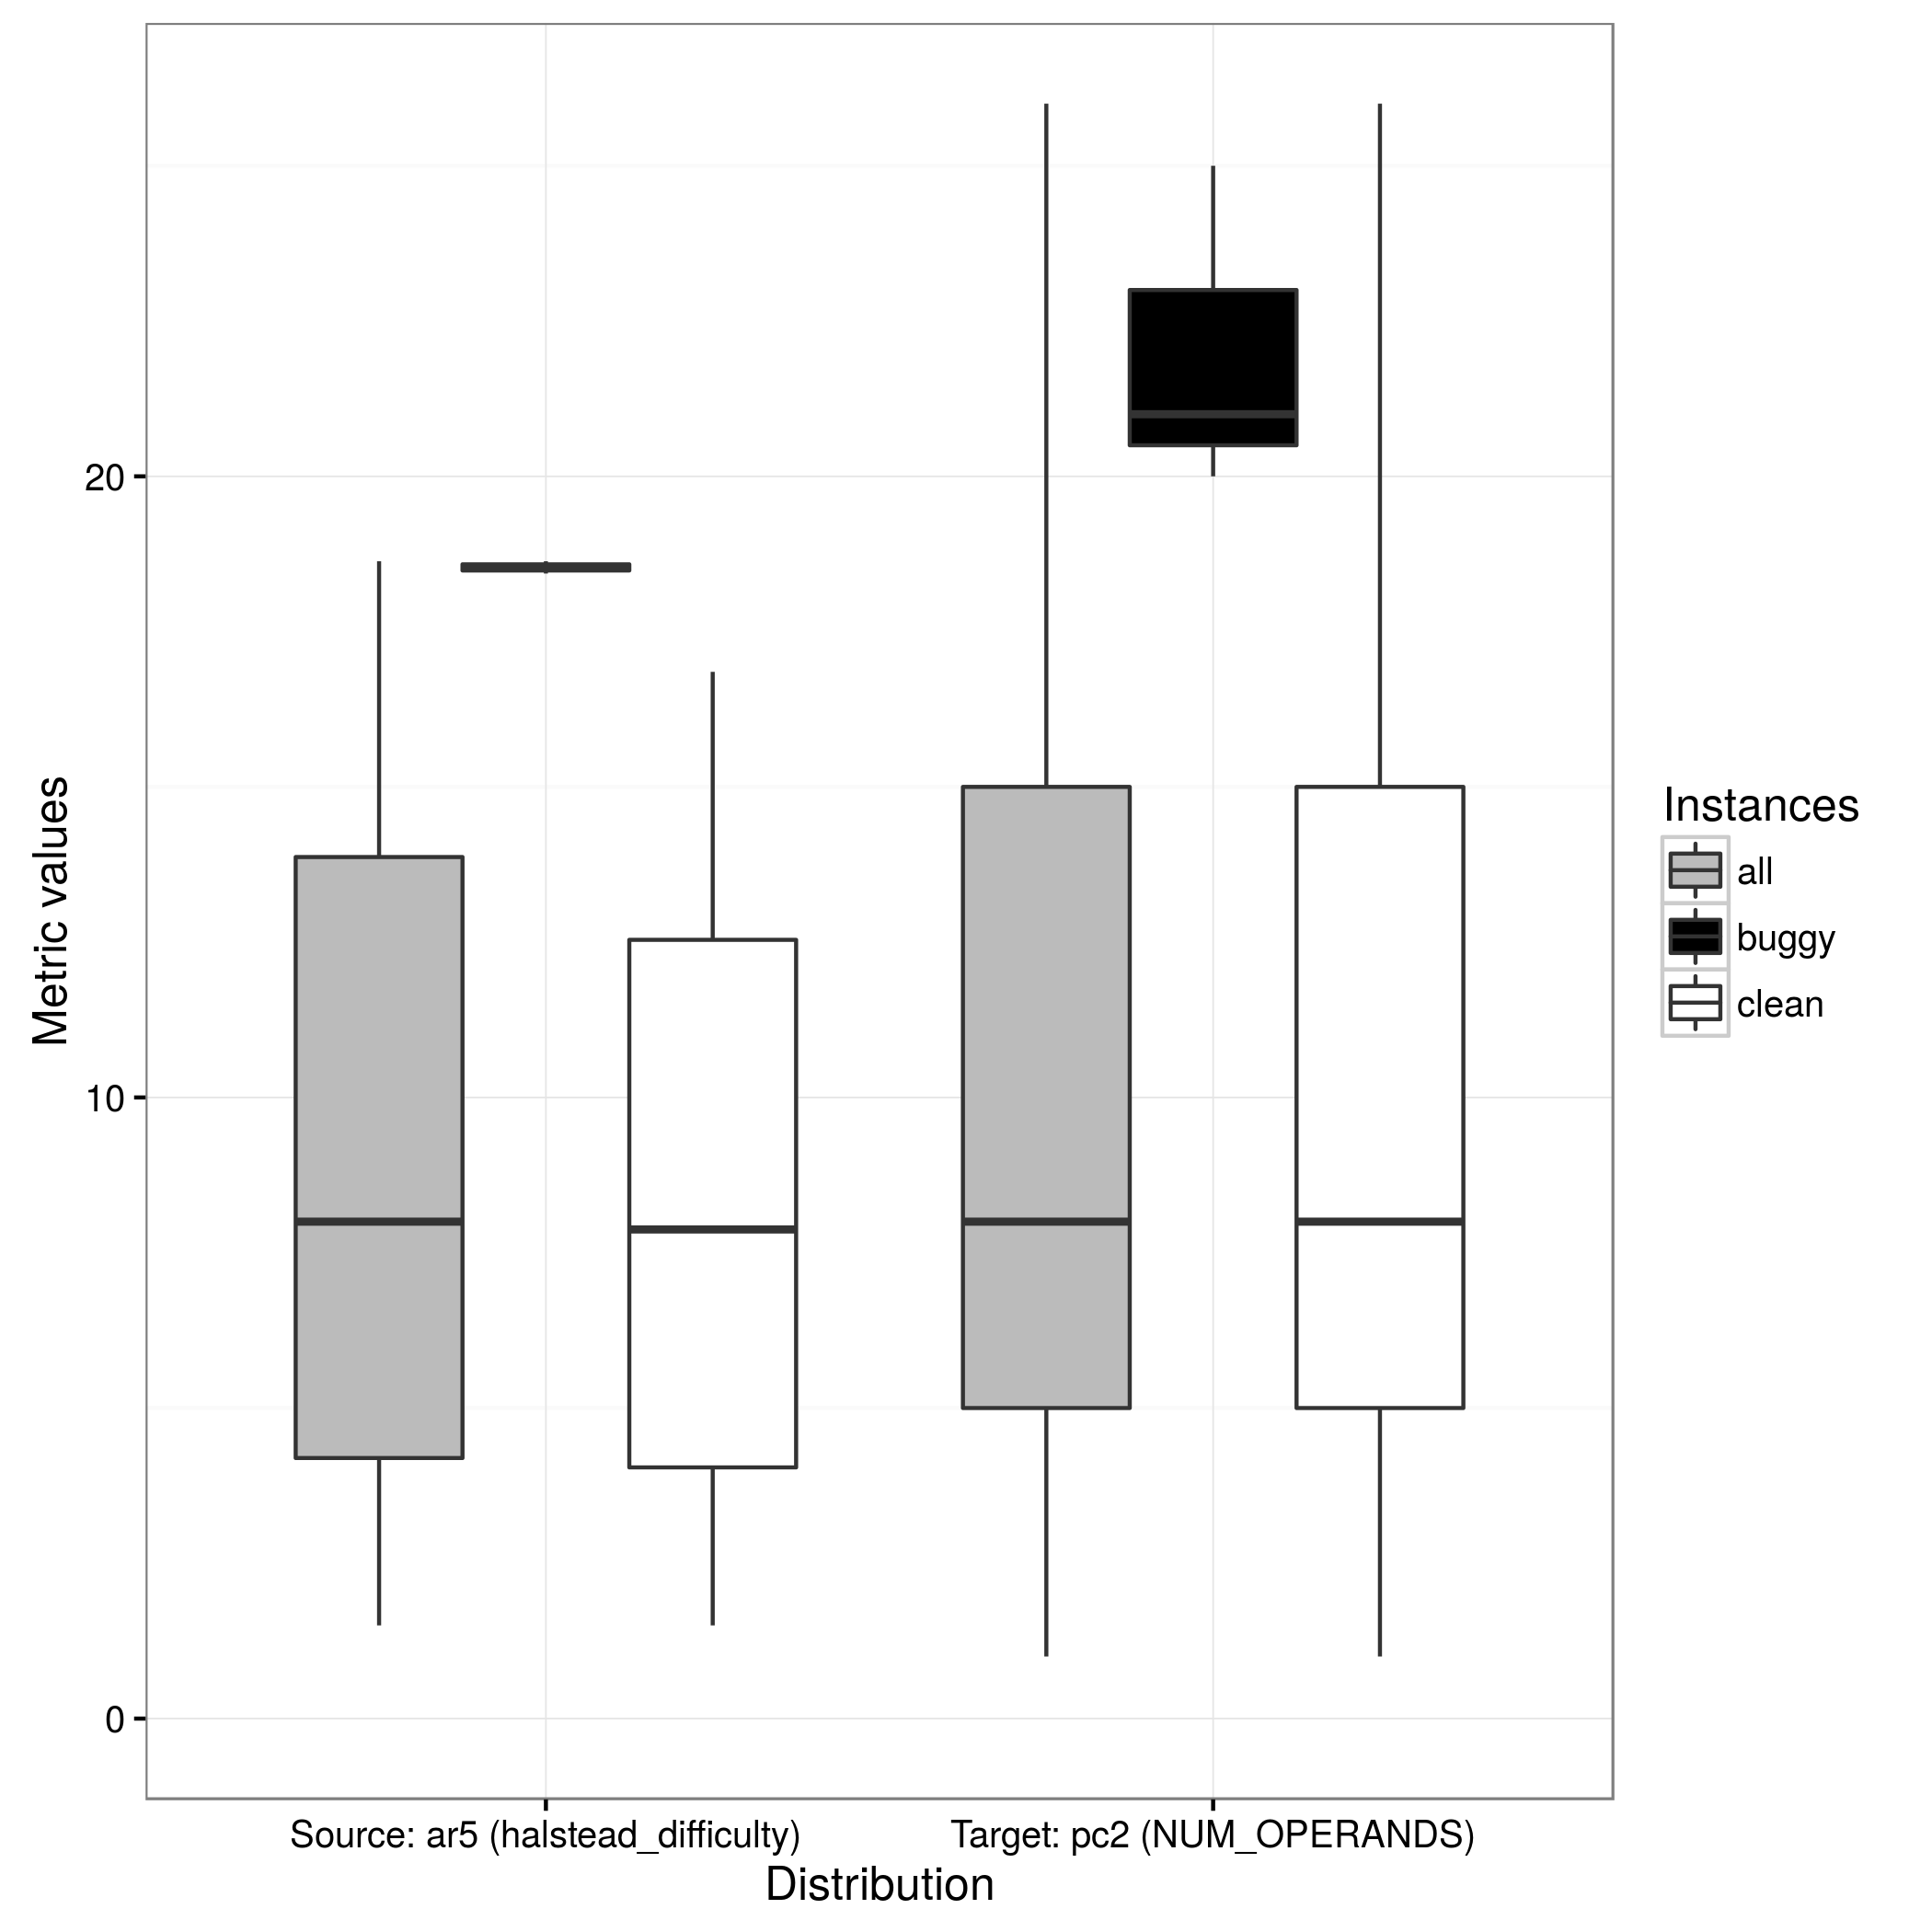 Metric values
20
10
0
Source: ar5 (halstead_difficulty)
Target: pc2 (NUM_OPERANDS)
Distribution
Instances
all
buggy
clean